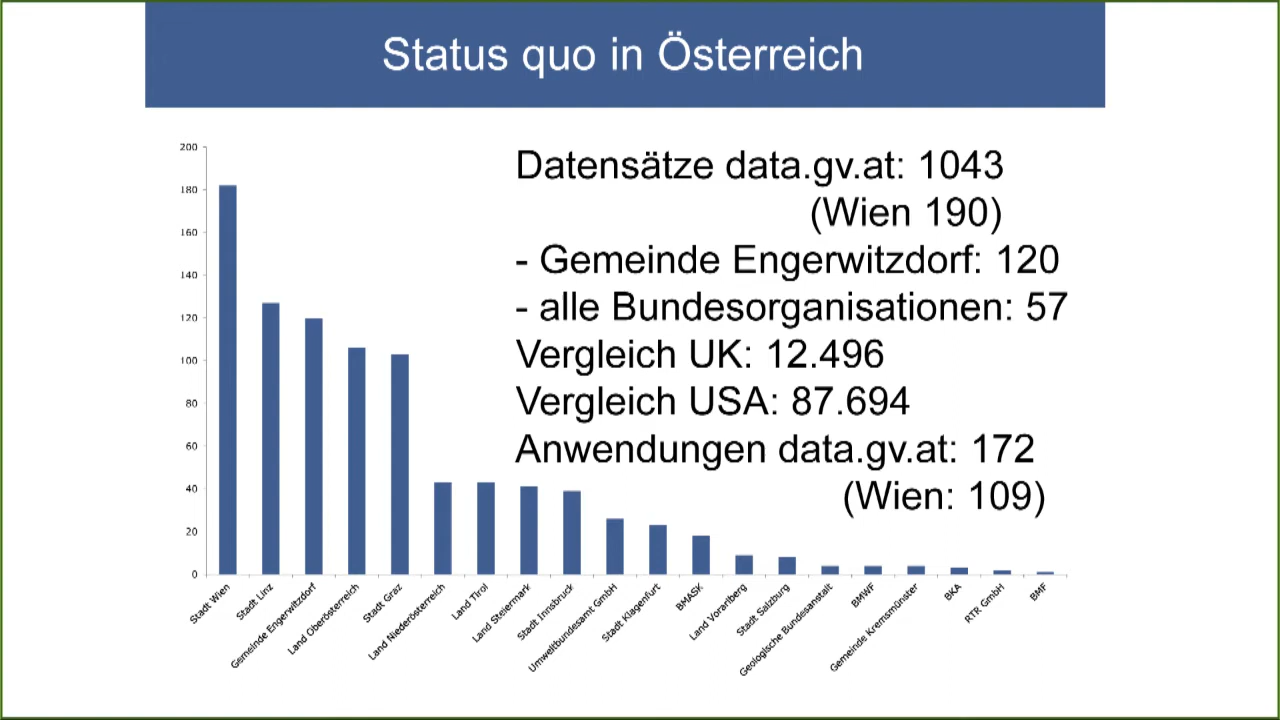 Status quo in Österreich
Datensätze data.gv.at: 1043
(Wien 190)
- Gemeinde Engerwitzdorf: 120
- alle Bundesorganisationen: 57
Vergleich UK: 12.496
Vergleich USA: 87.694
Anwendungen data.gv.at: 172
(Wien: 109)
200
180
160
140
120
100
80
60
40
20
0
Stadt Wien
Stadt Linz
Gemeinde Engerwitzdorf
Land Oberösterreich
Stadt Graz
Land Niederösterreich
Land Tirol
Land Steiermark
Stadt Innsbruck
Umweltbundesamt GmbH
Stadt Klagenfurt
BMASK
Land Vorarlberg
Stadt Salzburg
Geologische Bundesanstalt
BMWF
Gemeinde Kremsmünster
BKA
RTR GmbH
BMF